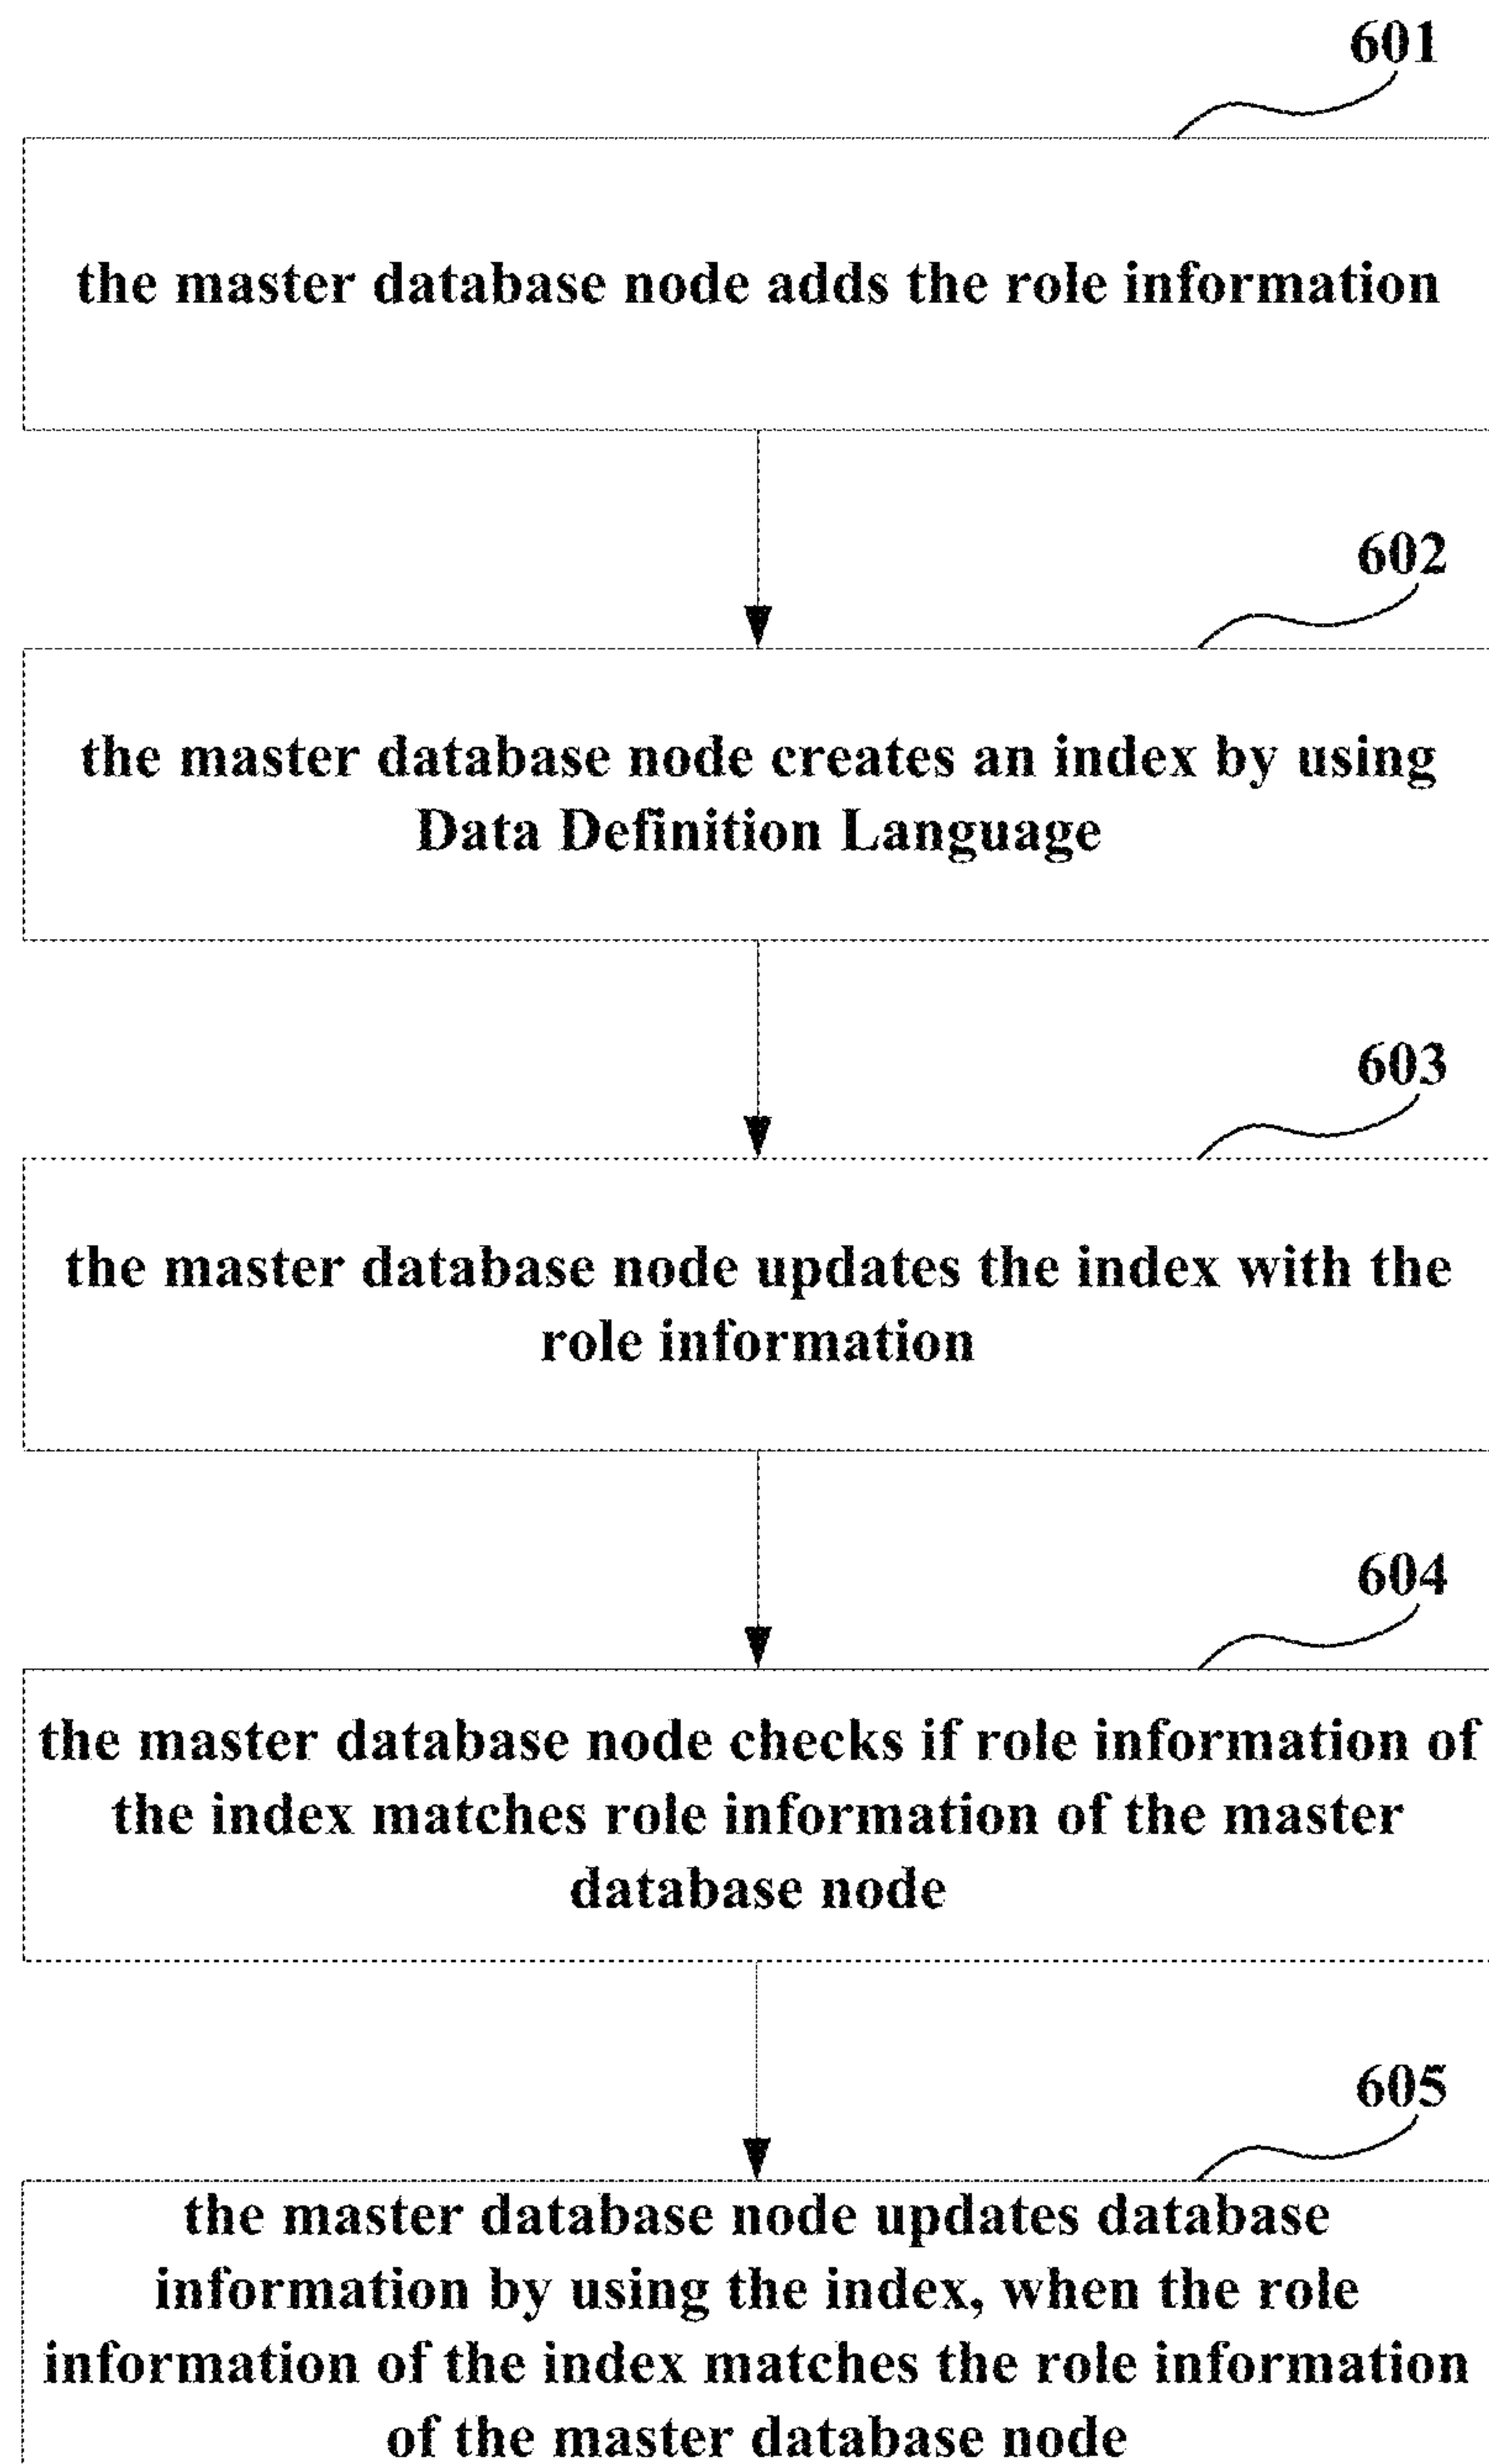 601
the master database node adds the role information
602
the master database node creates an index by using
Data Definition Language
603
the master database node updates the index with the
role information
604
the master database node checks if role information of
the index matches role information of the master
database node
605
the master database node updates database
information by using the index, when the role
information of the index matches the role information
of the master database node